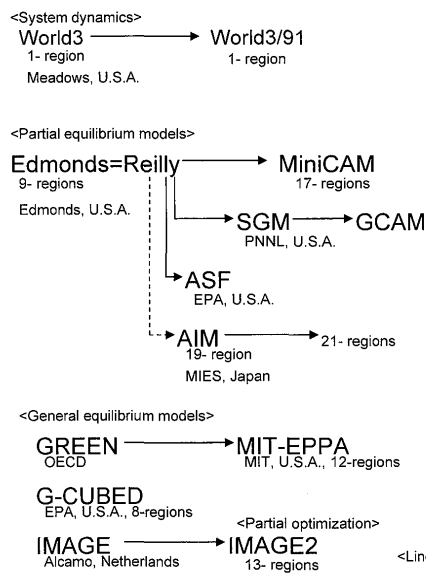 <System dynamics>
World3 World3/91
1- region 1- region
Meadows, U.S.A.
<Partial equilibrium models>
Edmonds=Reilly MiniCAM
9- regions 17- regions
Edmonds, U.S.A.
SGM GCAM
PNNL, U.S.A.
ASF
EPA, U.S.A.
AIM 21- regions
19- region
MIES, Japan
<General equilibrium models>
GREEN MIT-EPPA
OECD MIT, U.S.A., 12-regions
G-CUBED
EPA, U.S.A., 8-regions
<Partial optimization>
IMAGE IMAGE2
Alcamo, Netherlands 13- regions